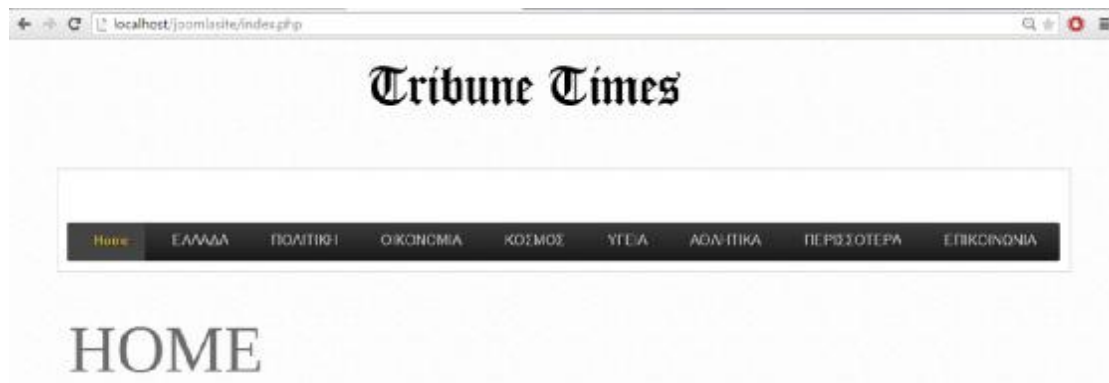 localhost/joomlasite/index.php
Tribune Times
Home ΕΛΛΑΔΑ ΠΟΛΙΤΙΚΗ ΟΙΚΟΝΟΜΙΑ ΚΟΣΜΟΣ ΥΓΕΙΑ ΑΘΛΗΤΙΚΑ ΠΕΡΙΣΣΟΤΕΡΑ ΕΠΙΚΟΙΝΩΝΙΑ
HOME